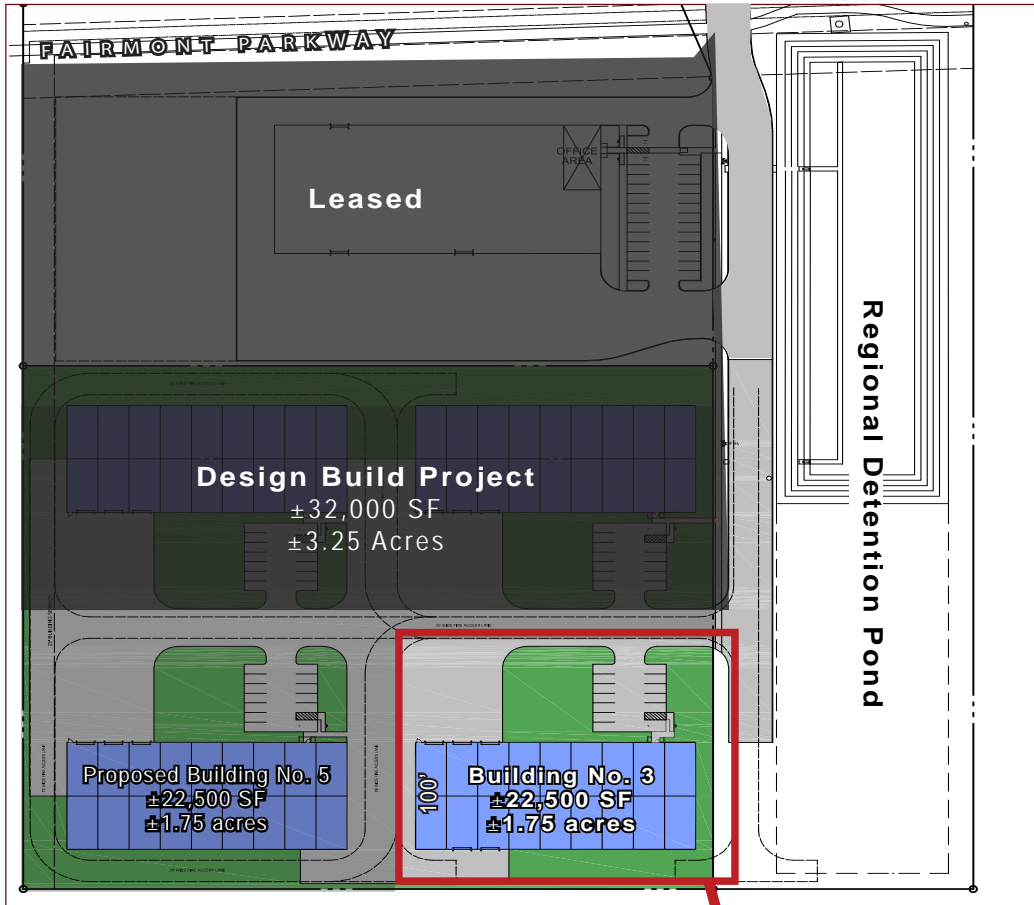 FAIRMONT PARKWAY
OFFICE
AREA
Leased
Regional Detention Pond
Design Build Project
±32,000 SF
±3.25 Acres
Proposed Building No. 5
±22,500 SF
±1.75 acres
100'
Building No. 3
±22,500 SF
±1.75 acres